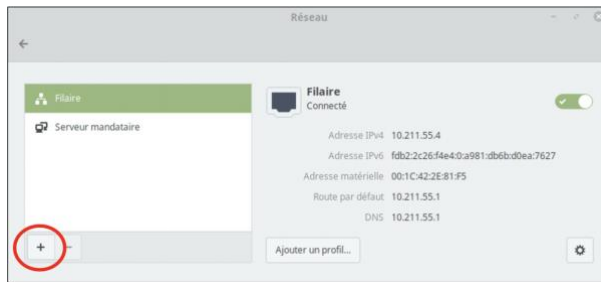 Réseau
Filaire
Serveur mandataire
Filaire
Connecté
Adresse IPv4 10.211.55.4
Adresse IPv6 fdb2:2c26:f4e4:0:a981:db6b:d0ea:7627
Adresse matérielle 00:1C:42:2E:81:F5
Route par défaut 10.211.55.1
DNS 10.211.55.1
Ajouter un profil...